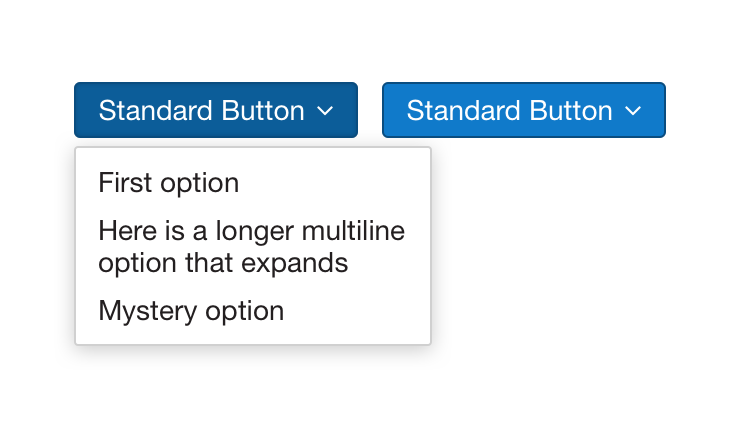 Standard Button
Standard Button
First option
Here is a longer multiline
option that expands
Mystery option